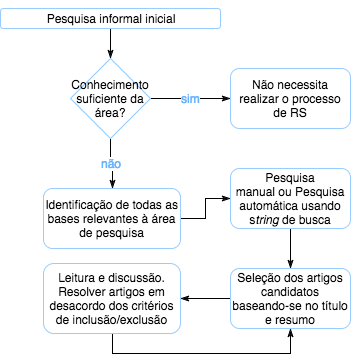 Pesquisa informal inicial
Conhecimento
suficiente da
área?
sim
Não necessita
realizar o processo
de RS
não
Identificação de todas as
bases relevantes à área
de pesquisa
Pesquisa
manual ou Pesquisa
automática usando
string de busca
Leitura e discussão.
Resolver artigos em
desacordo dos critérios
de inclusão/exclusão
Seleção dos artigos
candidatos
baseando-se no título
e resumo